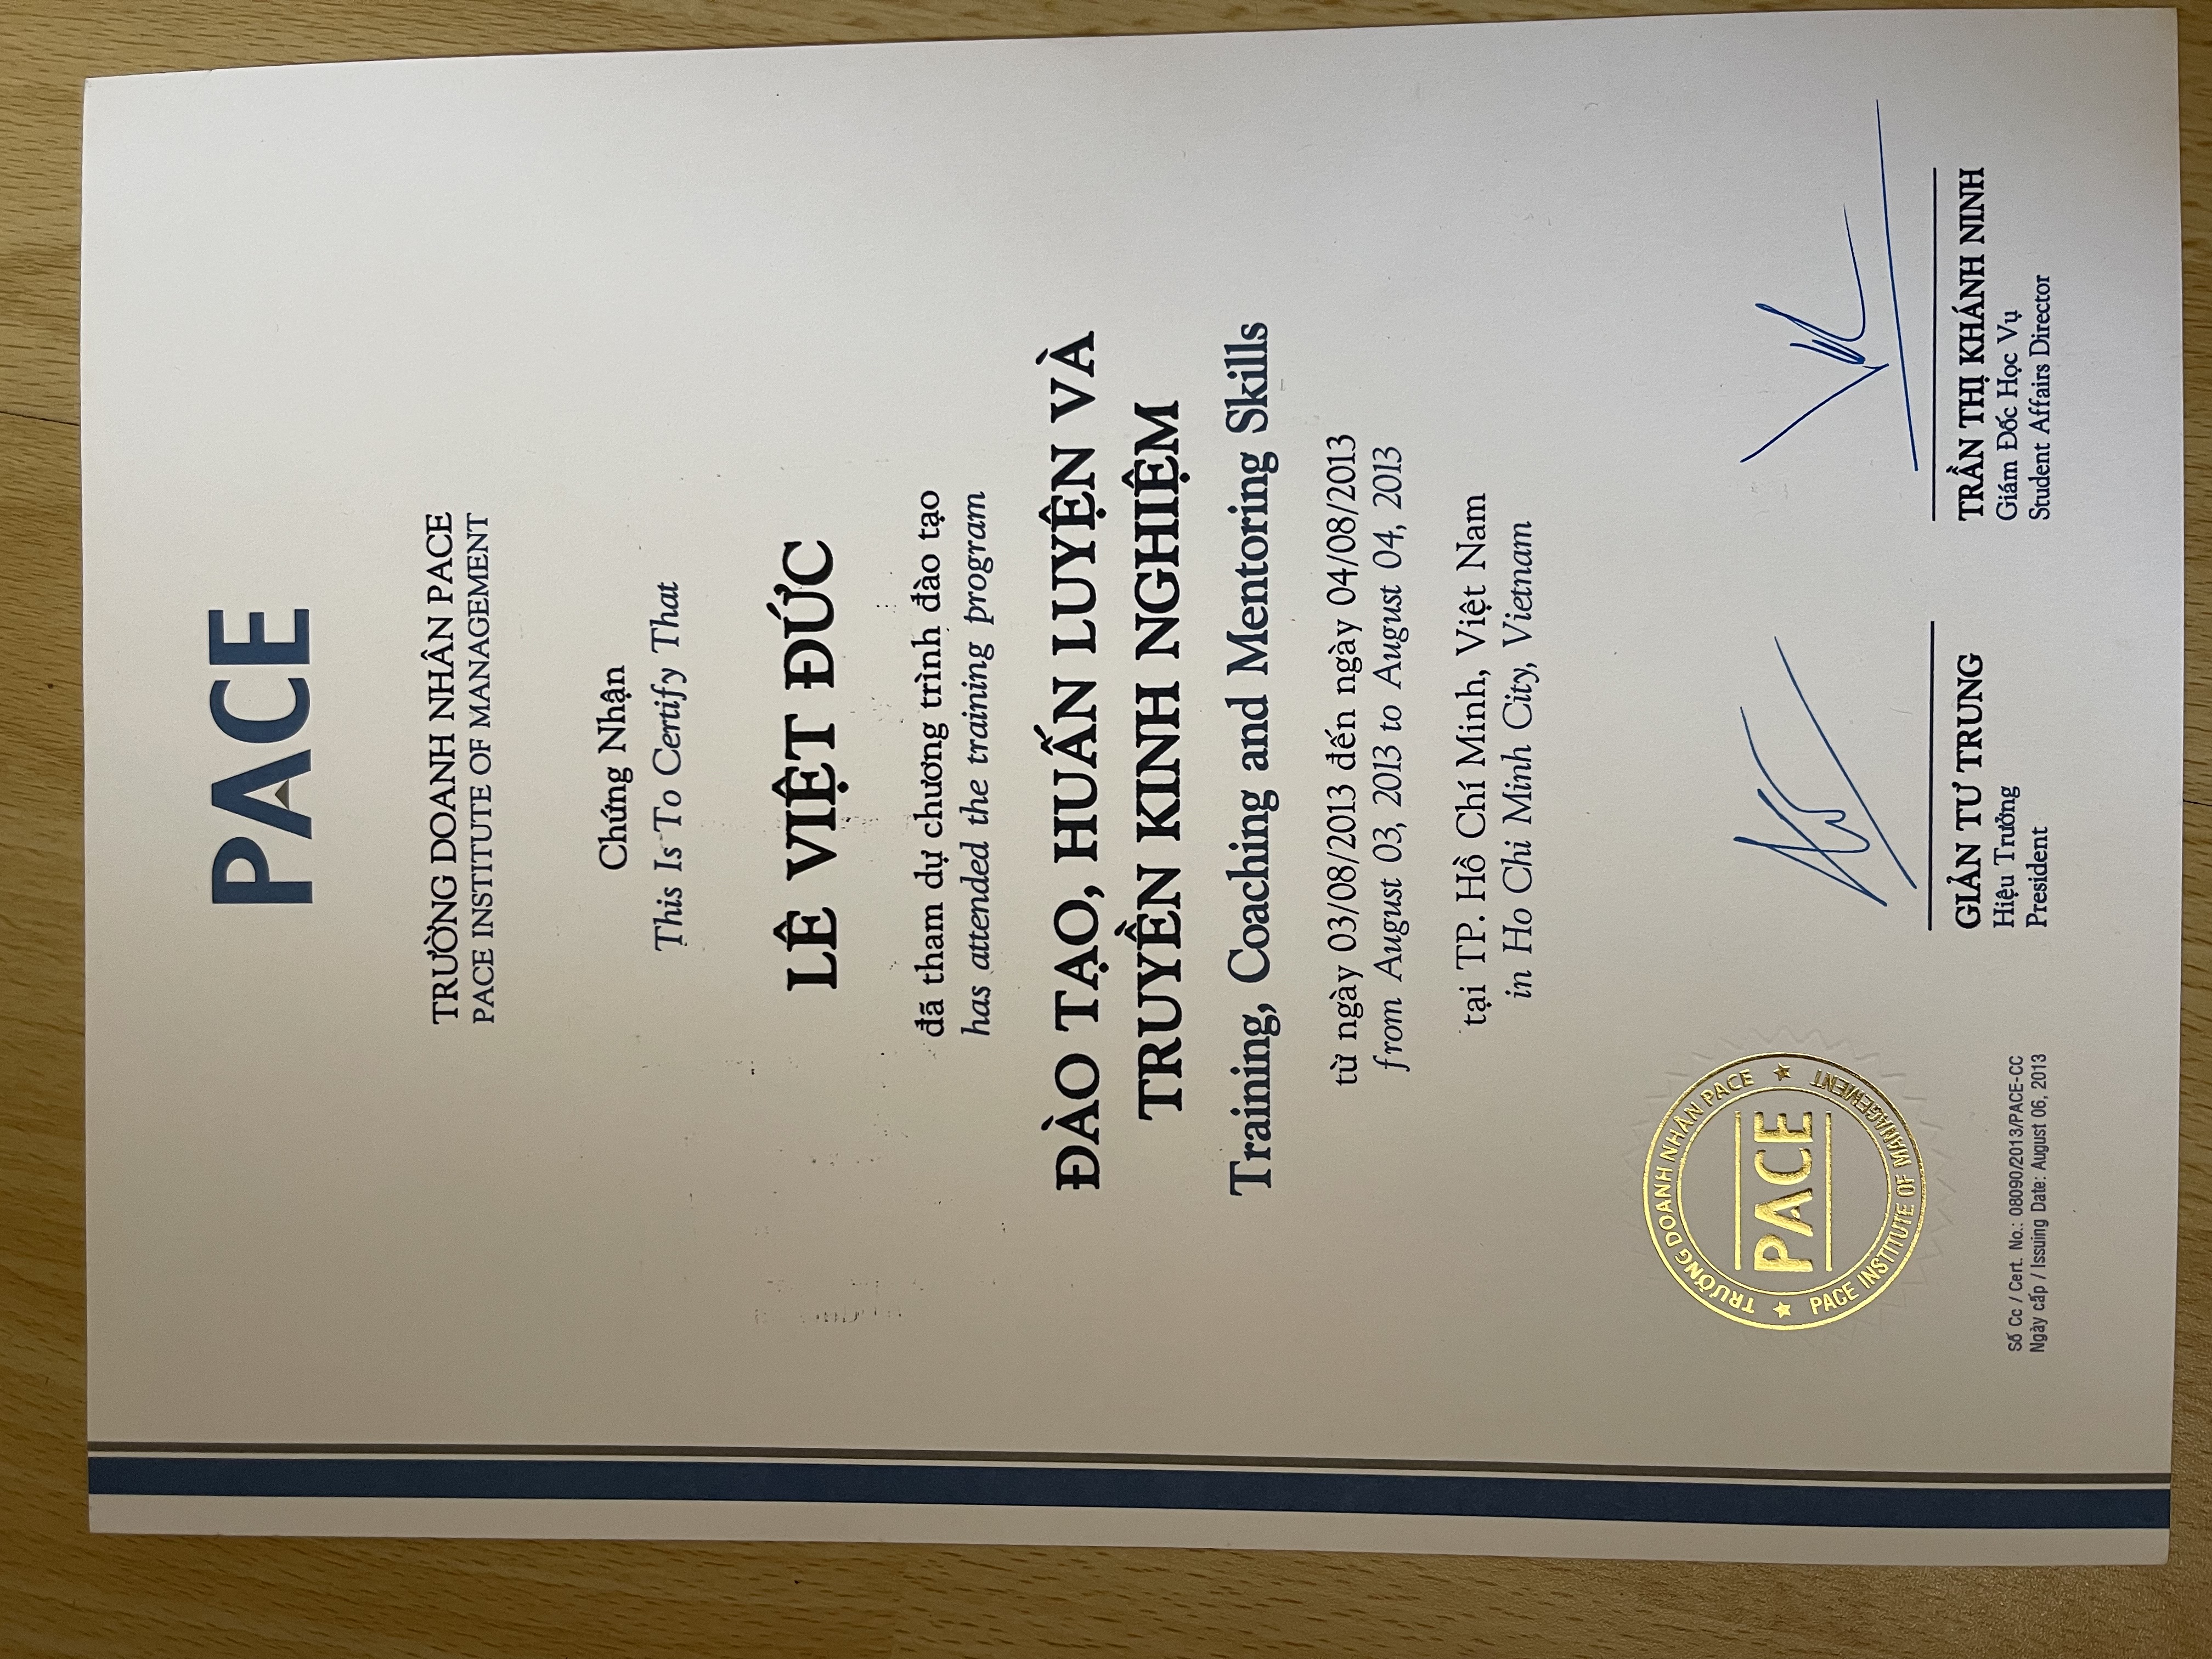 PACE
TRƯỜNG DOANH NHÂN PACE
PACE INSTITUTE OF MANAGEMENT
Chứng Nhận
This Is To Certify That
LÊ VIỆT ĐỨC
đã tham dự chương trình đào tạo
has attended the training program
ĐÀO TẠO, HUẤN LUYỆN VÀ
TRUYỀN KINH NGHIỆM
Training, Coaching and Mentoring Skills
từ ngày 03/08/2013 đến ngày 04/08/2013
from August 03, 2013 to August 04, 2013
tại TP. Hồ Chí Minh, Việt Nam
in Ho Chi Minh City, Vietnam
TRƯỜNG DOANH NHÂN PACE
PACE
PACE INSTITUTE OF MANAGEMENT
Số Cc / Cert. No.: 08090/2013/PACE-CC
Ngày cấp / Issuing Date: August 06, 2013
GIẢN TƯ TRUNG
Hiệu Trưởng
President
TRẦN THỊ KHÁNH NINH
Giám Đốc Học Vụ
Student Affairs Director